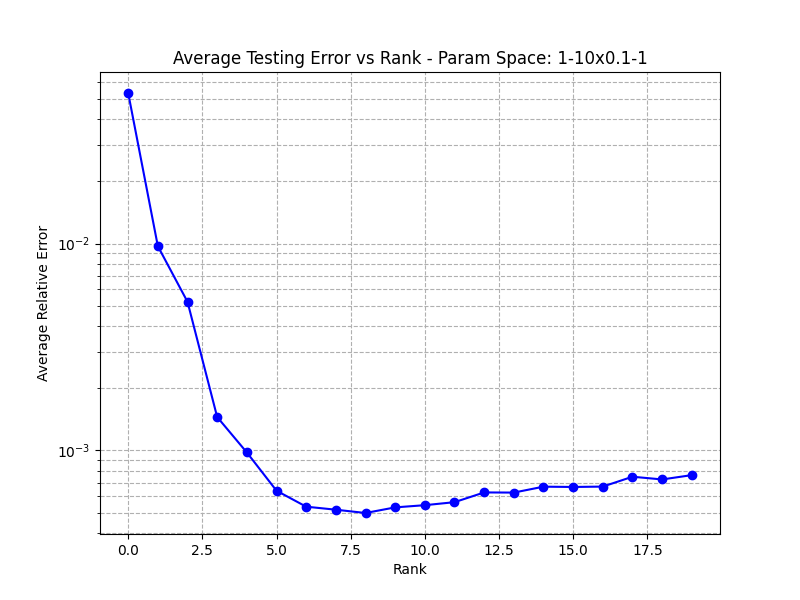 Average Testing Error vs Rank - Param Space: 1-10x0.1-1
Average Relative Error
10⁻²
10⁻³
0.0 2.5 5.0 7.5 10.0 12.5 15.0 17.5
Rank